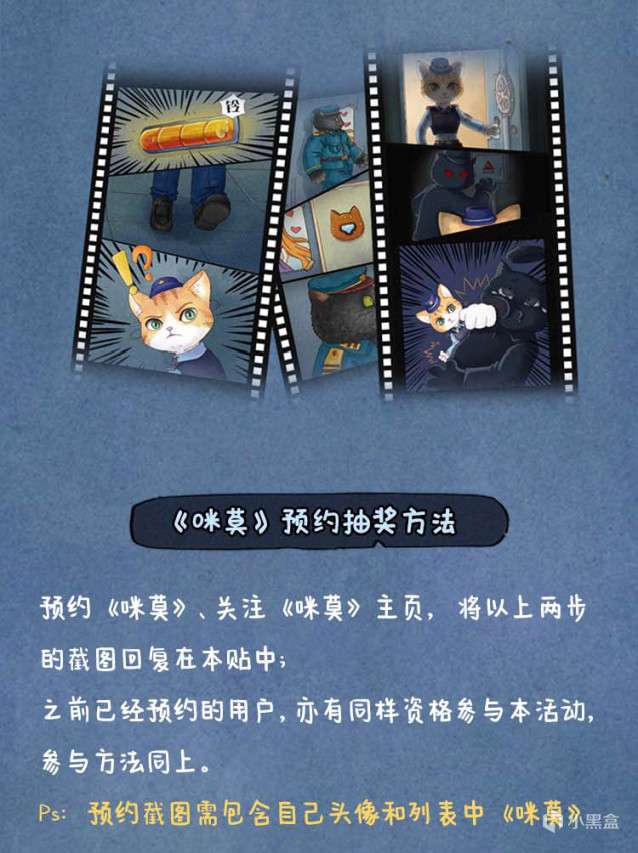 铃
《咪莫》预约抽奖方法
预约《咪莫》、关注《咪莫》主页，将以上两步
的截图回复在本贴中；
之前已经预约的用户，亦有同样资格参与本活动，
参与方法同上。
Ps: 预约截图需包含自己头像和列表中《咪莫》
小黑盒